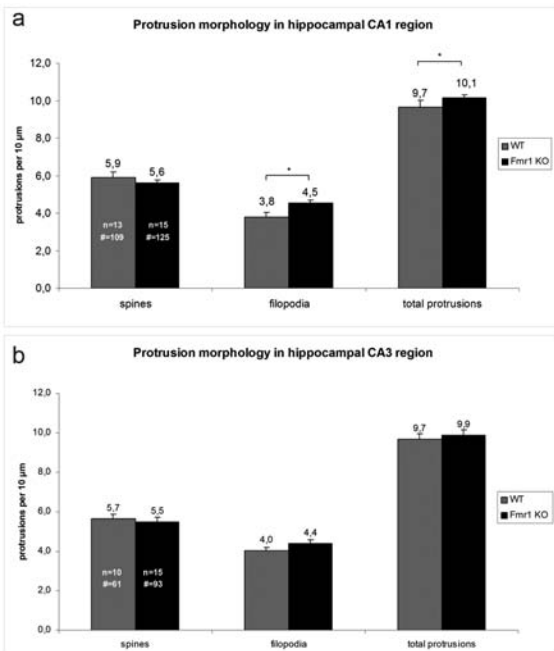 a
Protrusion morphology in hippocampal CA1 region
protrusions per 10 µm
12,0
10,0
8,0
6,0
4,0
2,0
0,0
5,9
5,6
3,8
*
4,5
9,7
*
10,1
n=13
#=109
n=15
#=125
WT
Fmr1 KO
spines
filopodia
total protrusions
b
Protrusion morphology in hippocampal CA3 region
protrusions per 10 µm
12,0
10,0
8,0
6,0
4,0
2,0
0,0
5,7
5,5
4,0
4,4
9,7
9,9
n=10
#=61
n=15
#=93
WT
Fmr1 KO
spines
filopodia
total protrusions